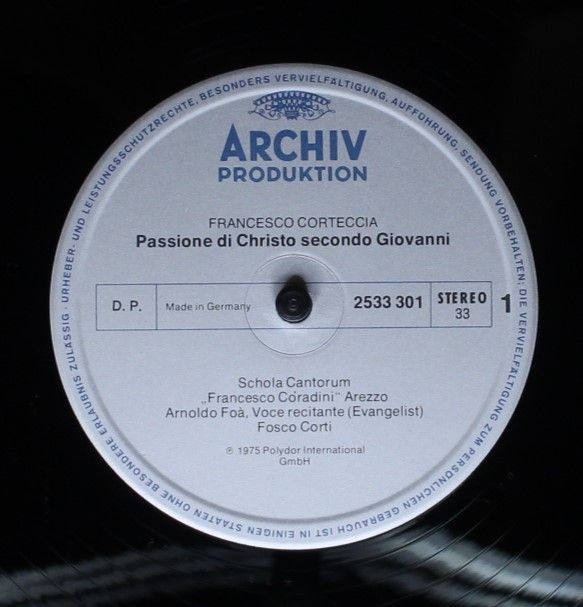 URHEBER- UND LEISTUNGSSCHUTZRECHTE, BESONDERS VERVIELFÄLTIGUNG, AUFFÜHRUNG, SENDUNG VORBEHALTEN; DIE VERVIELFÄLTIGUNG ZUM PERSÖNLICHEN GEBRAUCH IST IN EINIGEN STAATEN OHNE BESONDERE ERLAUBNIS ZULÄSSIG ·
ARCHIV
PRODUKTION
FRANCESCO CORTECCIA
Passione di Christo secondo Giovanni
D. P. Made in Germany 2533 301 STEREO 33 1
Schola Cantorum
„Francesco Coradini" Arezzo
Arnoldo Foà, Voce recitante (Evangelist)
Fosco Corti
℗ 1975 Polydor International
GmbH